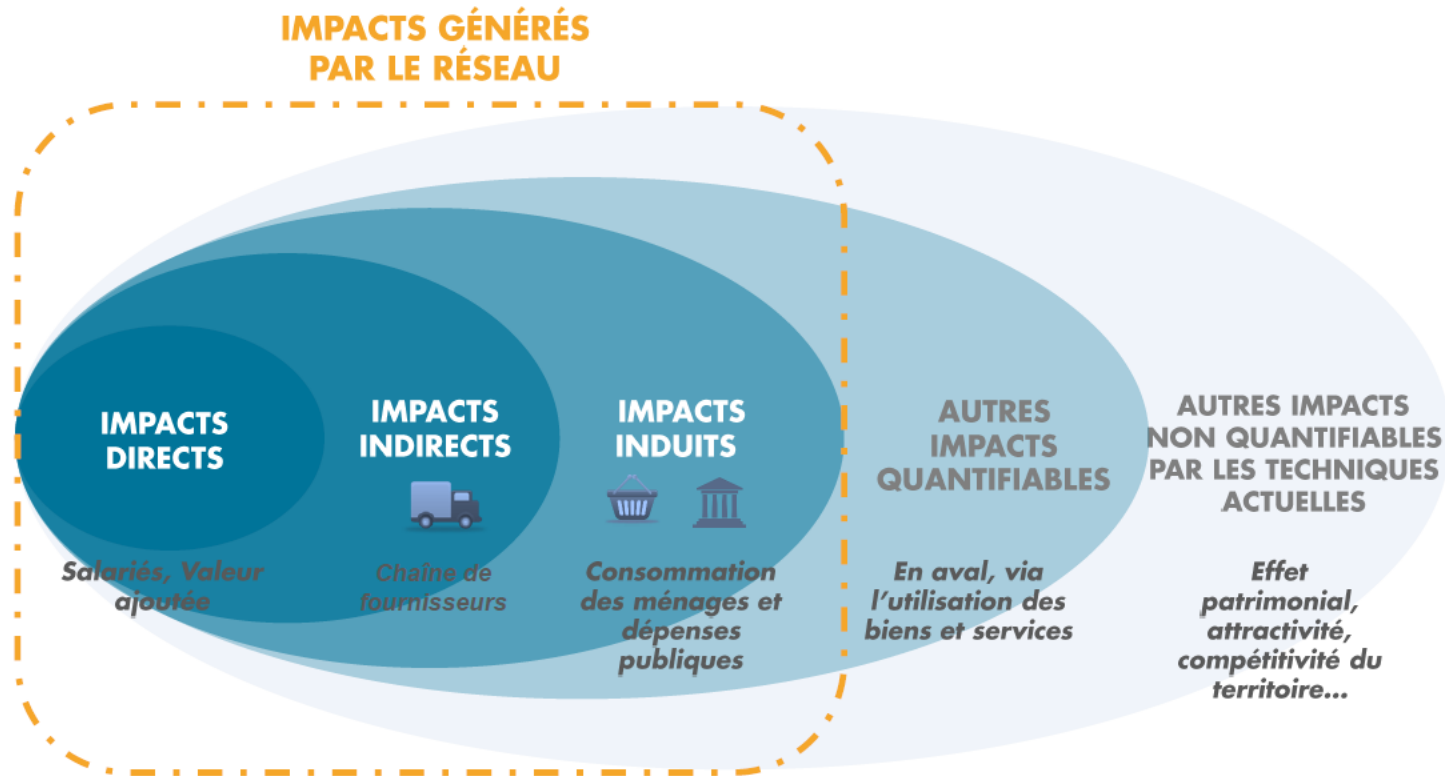 IMPACTS GÉNÉRÉS
PAR LE RÉSEAU
IMPACTS
DIRECTS
Salariés, Valeur
ajoutée
IMPACTS
INDIRECTS
Chaîne de
fournisseurs
IMPACTS
INDUITS
Consommation
des ménages et
dépenses
publiques
AUTRES
IMPACTS
QUANTIFIABLES
En aval, via
l'utilisation des
biens et services
AUTRES IMPACTS
NON QUANTIFIABLES
PAR LES TECHNIQUES
ACTUELLES
Effet
patrimonial,
attractivité,
compétitivité du
territoire...